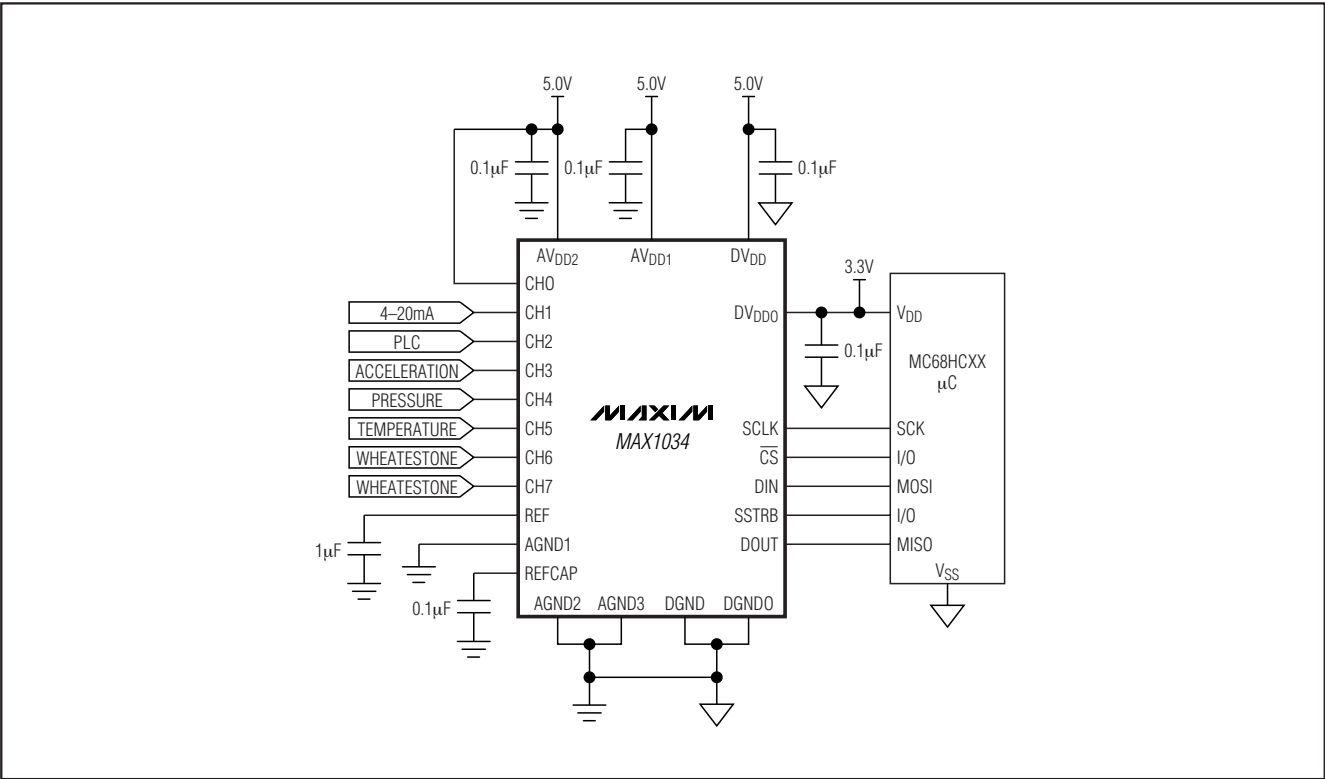 5.0V 5.0V 5.0V
0.1µF 0.1µF 0.1µF
AVDD2 AVDD1 DVDD
3.3V
CH0
4–20mA CH1 DVDDO VDD
PLC CH2
0.1µF
MC68HCXX
µC
ACCELERATION CH3
PRESSURE CH4
MAXIM
MAX1034
TEMPERATURE CH5 SCLK SCK
WHEATESTONE CH6 CS I/O
WHEATESTONE CH7 DIN MOSI
REF SSTRB I/O
1µF AGND1 DOUT MISO
REFCAP VSS
0.1µF AGND2 AGND3 DGND DGNDO